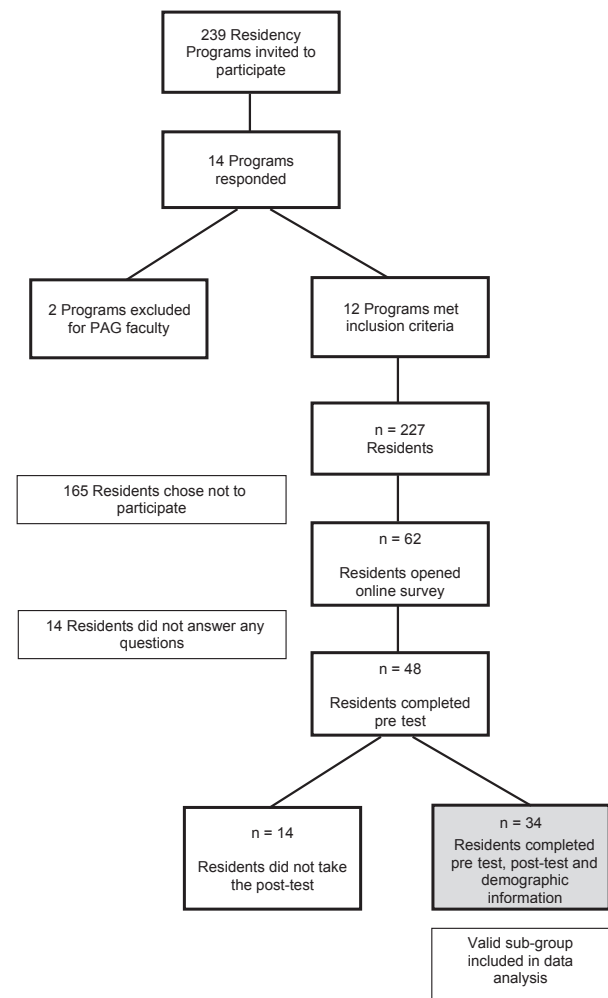 239 Residency
Programs invited to
participate
14 Programs
responded
2 Programs excluded
for PAG faculty
12 Programs met
inclusion criteria
n = 227
Residents
165 Residents chose not to
participate
n = 62
Residents opened
online survey
14 Residents did not answer any
questions
n = 48
Residents completed
pre test
n = 14
Residents did not take
the post-test
n = 34
Residents completed
pre test, post-test and
demographic
information
Valid sub-group
included in data
analysis